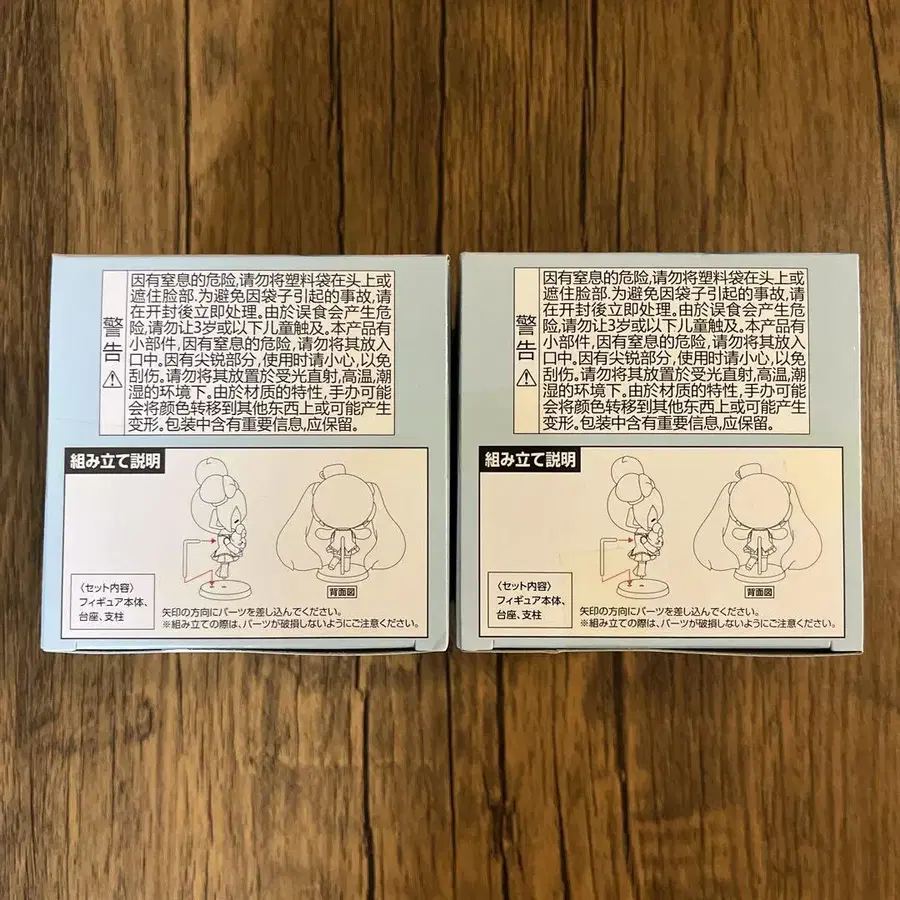 警告
因有窒息的危险,请勿将塑料袋在头上或
遮住脸部.为避免因袋子引起的事故,请
在开封後立即处理。由於误食会产生危
险,请勿让3岁或以下儿童触及。本产品有
小部件,因有窒息的危险,请勿将其放入
口中。因有尖锐部分,使用时请小心,以免
刮伤。请勿将其放置於受光直射,高温,潮
湿的环境下。由於材质的特性,手办可能
会将颜色转移到其他东西上或可能产生
变形。包装中含有重要信息,应保留。
組み立て説明
〈セット内容〉
フィギュア本体、
台座、支柱
背面図
矢印の方向にパーツを差し込んでください。
※組み立ての際は、パーツが破損しないようにご注意ください。
警告
因有窒息的危险,请勿将塑料袋在头上或
遮住脸部.为避免因袋子引起的事故,请
在开封後立即处理。由於误食会产生危
险,请勿让3岁或以下儿童触及。本产品有
小部件,因有窒息的危险,请勿将其放入
口中。因有尖锐部分,使用时请小心,以免
刮伤。请勿将其放置於受光直射,高温,潮
湿的环境下。由於材质的特性,手办可能
会将颜色转移到其他东西上或可能产生
变形。包装中含有重要信息,应保留。
組み立て説明
〈セット内容〉
フィギュア本体、
台座、支柱
背面図
矢印の方向にパーツを差し込んでください。
※組み立ての際は、パーツが破損しないようにご注意ください。